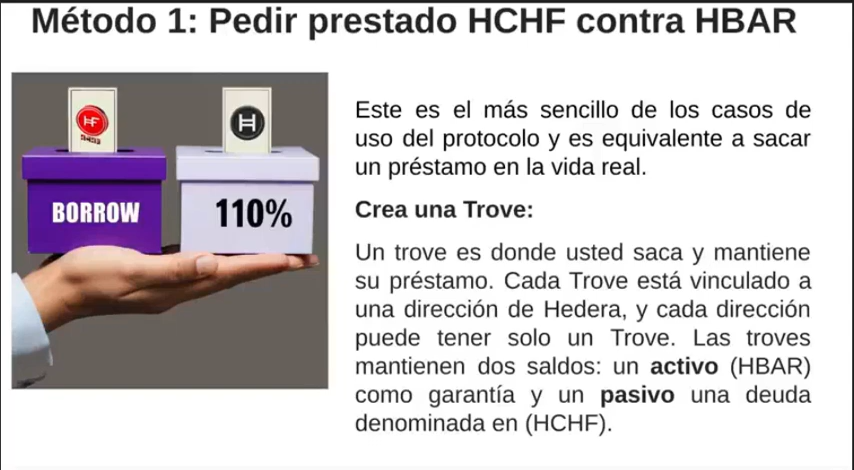 Método 1: Pedir prestado HCHF contra HBAR
BORROW
110%
Este es el más sencillo de los casos de
uso del protocolo y es equivalente a sacar
un préstamo en la vida real.
Crea una Trove:
Un trove es donde usted saca y mantiene
su préstamo. Cada Trove está vinculado a
una dirección de Hedera, y cada dirección
puede tener solo un Trove. Las troves
mantienen dos saldos: un activo (HBAR)
como garantía y un pasivo una deuda
denominada en (HCHF).